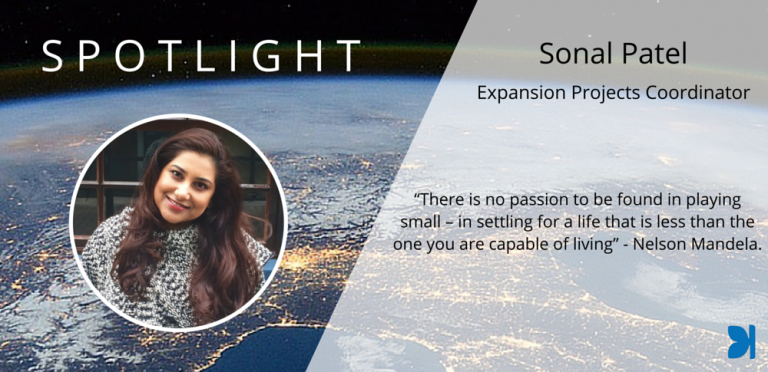 SPOTLIGHT
Sonal Patel
Expansion Projects Coordinator
“There is no passion to be found in playing
small – in settling for a life that is less than the
one you are capable of living” - Nelson Mandela.